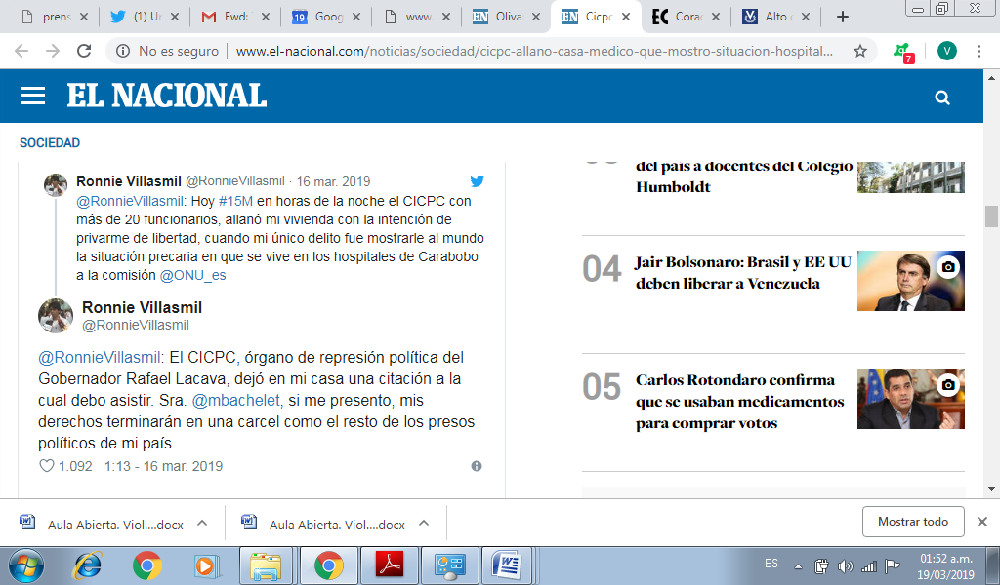 prens
(1) U
Fwd:
19
Goog
www.
EN
Oliva
EN
Cicpc
EC
Corac
Alto
No es seguro
www.el-nacional.com/noticias/sociedad/cicpc-allano-casa-medico-que-mostro-situacion-hospital...
7
V
EL NACIONAL
SOCIEDAD
Ronnie Villasmil @RonnieVillasmil · 16 mar. 2019
@RonnieVillasmil: Hoy #15M en horas de la noche el CICPC con
más de 20 funcionarios, allanó mi vivienda con la intención de
privarme de libertad, cuando mi único delito fue mostrarle al mundo
la situación precaria en que se vive en los hospitales de Carabobo
a la comisión @ONU_es
Ronnie Villasmil
@RonnieVillasmil
@RonnieVillasmil: El CICPC, órgano de represión política del
Gobernador Rafael Lacava, dejó en mi casa una citación a la
cual debo asistir. Sra. @mbachelet, si me presento, mis
derechos terminarán en una carcel como el resto de los presos
políticos de mi país.
1.092 1:13 - 16 mar. 2019
del país a docentes del Colegio
Humboldt
04
Jair Bolsonaro: Brasil y EE UU
deben liberar a Venezuela
05
Carlos Rotondaro confirma
que se usaban medicamentos
para comprar votos
Aula Abierta. Viol....docx
Aula Abierta. Viol....docx
Mostrar todo
ES
01:52 a.m.
19/03/2019